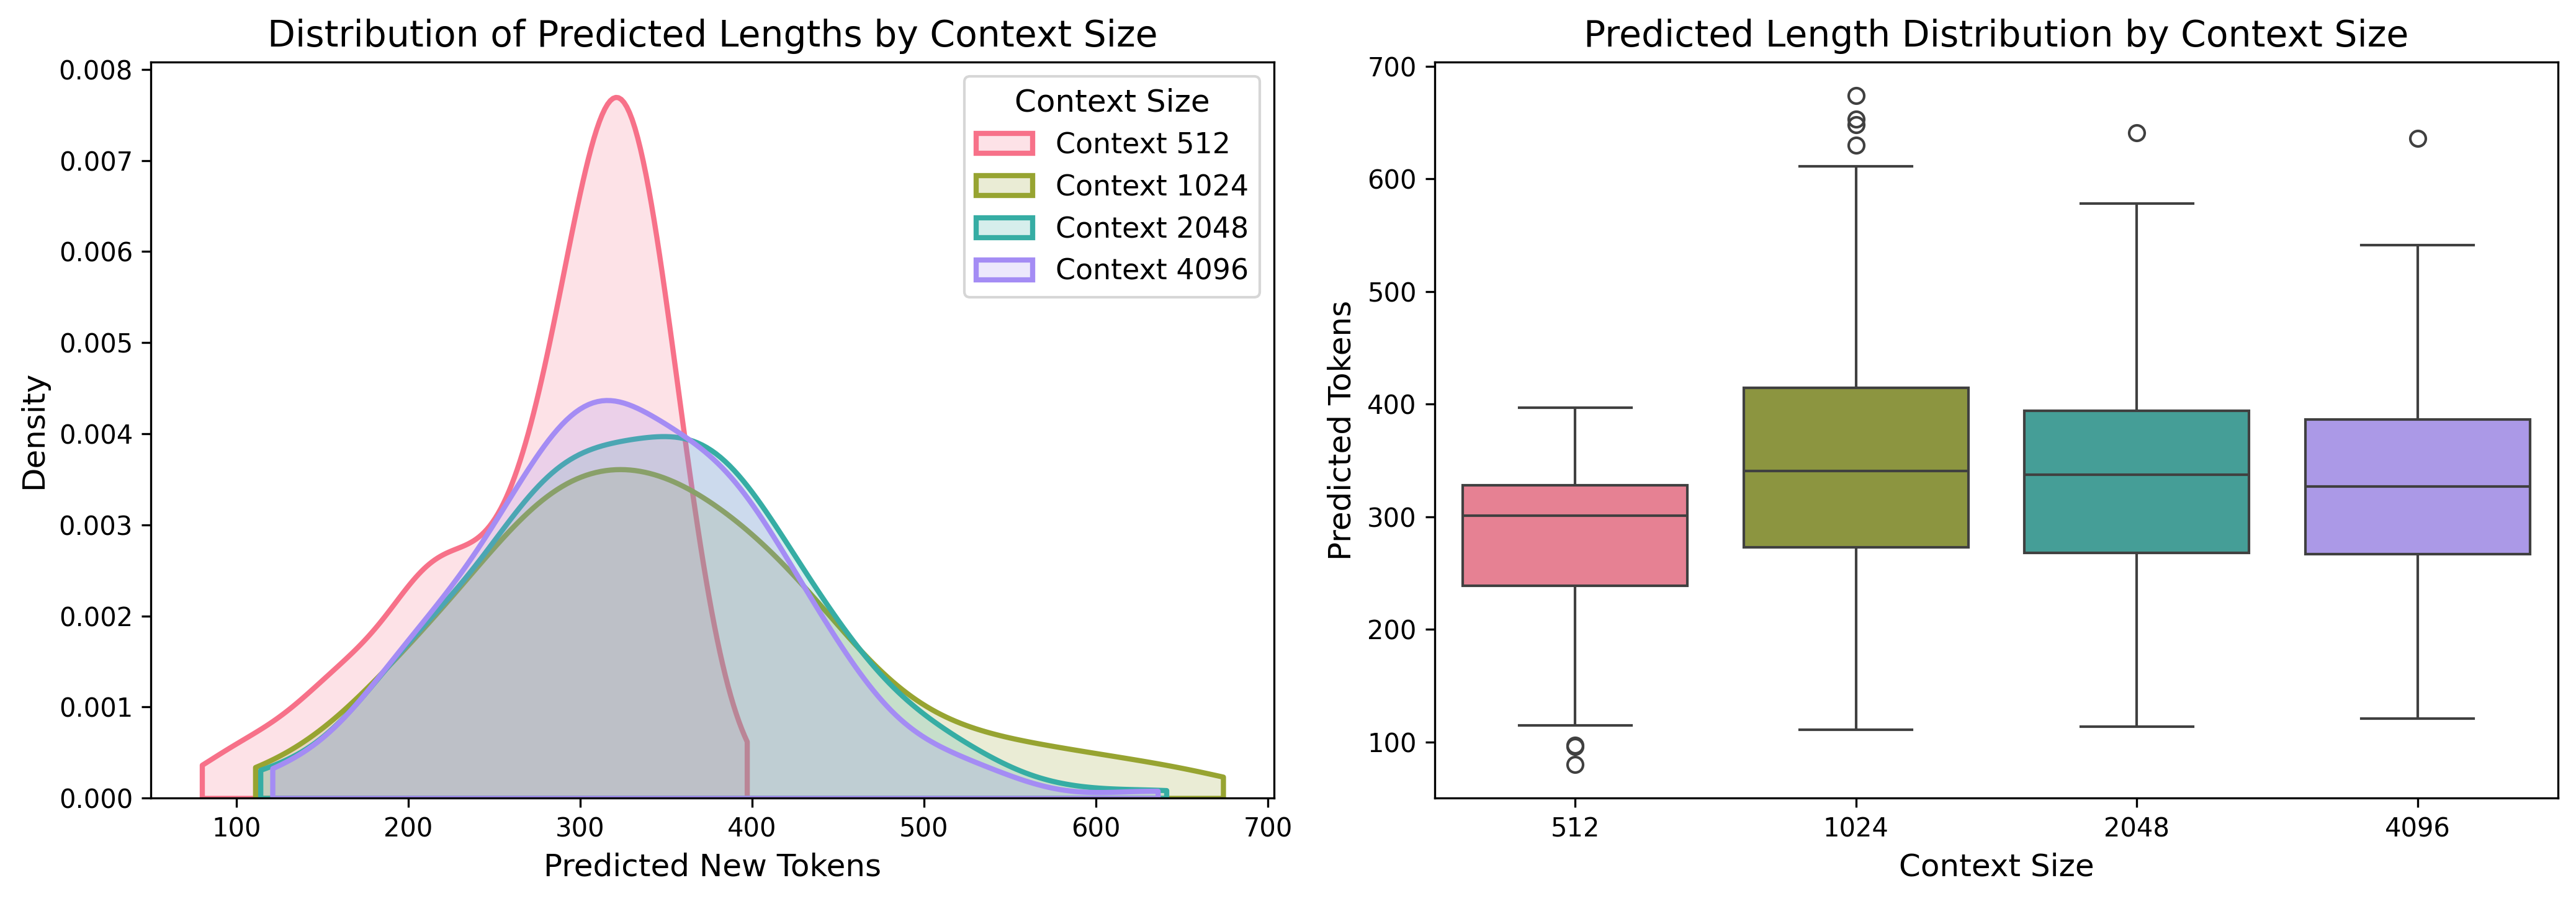 Distribution of Predicted Lengths by Context Size
0.008
0.007
0.006
0.005
0.004
0.003
0.002
0.001
0.000
Density
Context Size
Context 512
Context 1024
Context 2048
Context 4096
100 200 300 400 500 600 700
Predicted New Tokens
Predicted Length Distribution by Context Size
700
600
500
400
300
200
100
Predicted Tokens
512 1024 2048 4096
Context Size